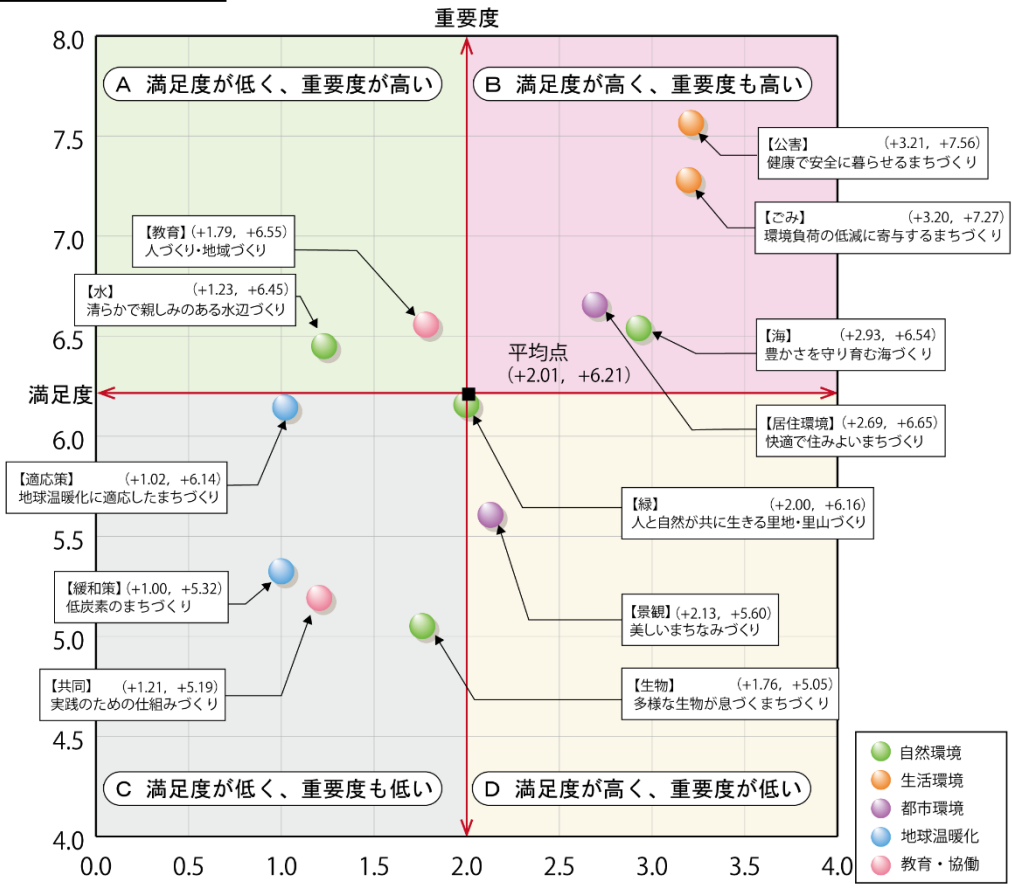 重要度
8.0
A 満足度が低く、重要度が高い
B 満足度が高く、重要度も高い
7.5
【公害】 (+3.21, +7.56)
健康で安全に暮らせるまちづくり
【ごみ】 (+3.20, +7.27)
環境負荷の低減に寄与するまちづくり
7.0
【教育】(+1.79, +6.55)
人づくり・地域づくり
【水】 (+1.23, +6.45)
清らかで親しみのある水辺づくり
6.5
【海】 (+2.93, +6.54)
豊かさを守り育む海づくり
平均点
(+2.01, +6.21)
満足度
6.0
【居住環境】(+2.69, +6.65)
快適で住みよいまちづくり
【適応策】 (+1.02, +6.14)
地球温暖化に適応したまちづくり
【緑】 (+2.00, +6.16)
人と自然が共に生きる里地・里山づくり
5.5
【緩和策】(+1.00, +5.32)
低炭素のまちづくり
【景観】(+2.13, +5.60)
美しいまちなみづくり
5.0
【共同】 (+1.21, +5.19)
実践のための仕組みづくり
【生物】 (+1.76, +5.05)
多様な生物が息づくまちづくり
4.5
C 満足度が低く、重要度も低い
D 満足度が高く、重要度が低い
4.0
0.0 0.5 1.0 1.5 2.0 2.5 3.0 3.5 4.0
自然環境
生活環境
都市環境
地球温暖化
教育・協働